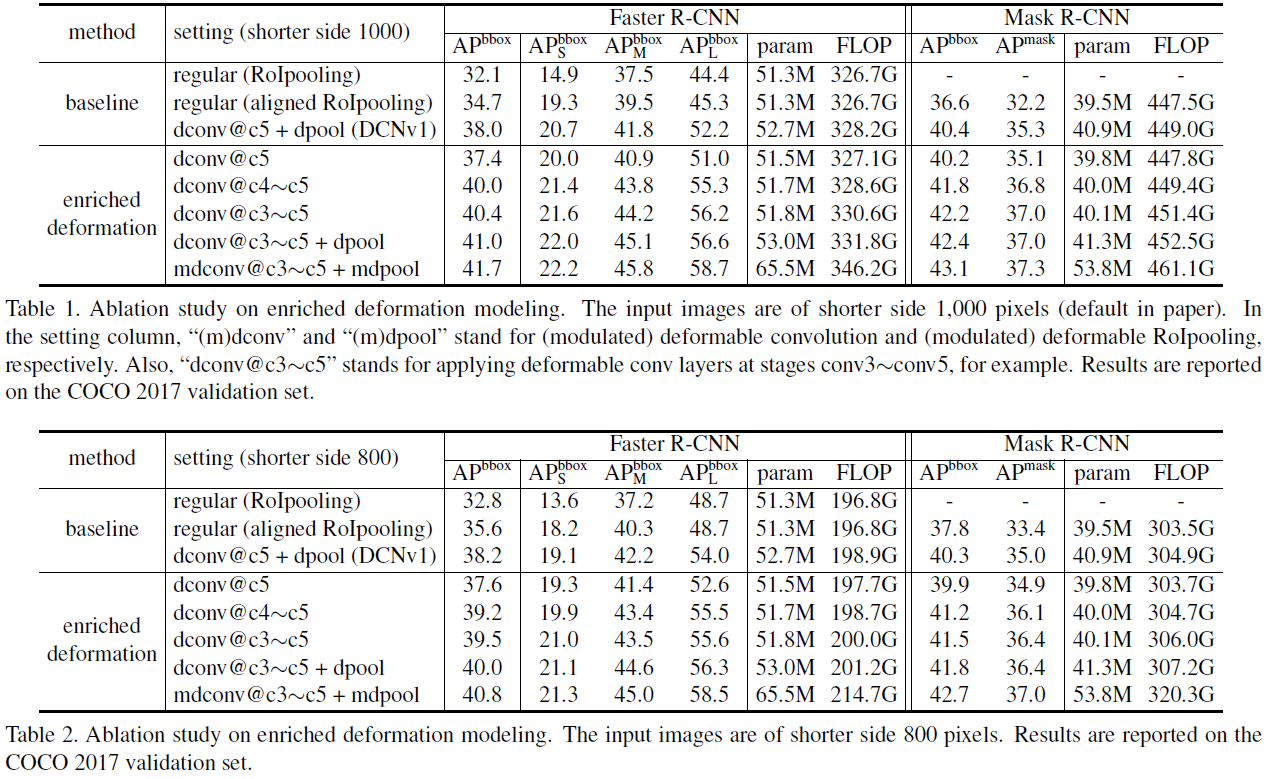 method setting (shorter side 1000) Faster R-CNN Mask R-CNN
AP^bbox AP_S^bbox AP_M^bbox AP_L^bbox param FLOP AP^bbox AP^mask param FLOP
baseline regular (RoIpooling) 32.1 14.9 37.5 44.4 51.3M 326.7G - - - -
regular (aligned RoIpooling) 34.7 19.3 39.5 45.3 51.3M 326.7G 36.6 32.2 39.5M 447.5G
dconv@c5 + dpool (DCNv1) 38.0 20.7 41.8 52.2 52.7M 328.2G 40.4 35.3 40.9M 449.0G
enriched deformation dconv@c5 37.4 20.0 40.9 51.0 51.5M 327.1G 40.2 35.1 39.8M 447.8G
dconv@c4∼c5 40.0 21.4 43.8 55.3 51.7M 328.6G 41.8 36.8 40.0M 449.4G
dconv@c3∼c5 40.4 21.6 44.2 56.2 51.8M 330.6G 42.2 37.0 40.1M 451.4G
dconv@c3∼c5 + dpool 41.0 22.0 45.1 56.6 53.0M 331.8G 42.4 37.0 41.3M 452.5G
mdconv@c3∼c5 + mdpool 41.7 22.2 45.8 58.7 65.5M 346.2G 43.1 37.3 53.8M 461.1G
Table 1. Ablation study on enriched deformation modeling. The input images are of shorter side 1,000 pixels (default in paper). In
the setting column, “(m)dconv” and “(m)dpool” stand for (modulated) deformable convolution and (modulated) deformable RoIpooling,
respectively. Also, “dconv@c3∼c5” stands for applying deformable conv layers at stages conv3∼conv5, for example. Results are reported
on the COCO 2017 validation set.
method setting (shorter side 800) Faster R-CNN Mask R-CNN
AP^bbox AP_S^bbox AP_M^bbox AP_L^bbox param FLOP AP^bbox AP^mask param FLOP
baseline regular (RoIpooling) 32.8 13.6 37.2 48.7 51.3M 196.8G - - - -
regular (aligned RoIpooling) 35.6 18.2 40.3 48.7 51.3M 196.8G 37.8 33.4 39.5M 303.5G
dconv@c5 + dpool (DCNv1) 38.2 19.1 42.2 54.0 52.7M 198.9G 40.3 35.0 40.9M 304.9G
enriched deformation dconv@c5 37.6 19.3 41.4 52.6 51.5M 197.7G 39.9 34.9 39.8M 303.7G
dconv@c4∼c5 39.2 19.9 43.4 55.5 51.7M 198.7G 41.2 36.1 40.0M 304.7G
dconv@c3∼c5 39.5 21.0 43.5 55.6 51.8M 200.0G 41.5 36.4 40.1M 306.0G
dconv@c3∼c5 + dpool 40.0 21.1 44.6 56.3 53.0M 201.2G 41.8 36.4 41.3M 307.2G
mdconv@c3∼c5 + mdpool 40.8 21.3 45.0 58.5 65.5M 214.7G 42.7 37.0 53.8M 320.3G
Table 2. Ablation study on enriched deformation modeling. The input images are of shorter side 800 pixels. Results are reported on the
COCO 2017 validation set.